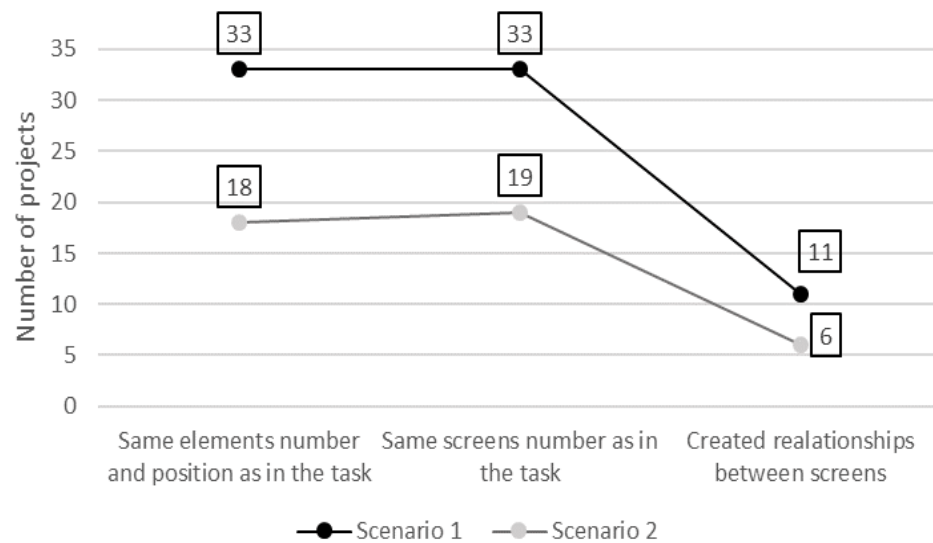 Number of projects
35
30
25
20
15
10
5
0
33
33
11
18
19
6
Same elements number
and position as in the task
Same screens number as in
the task
Created realationships
between screens
Scenario 1
Scenario 2